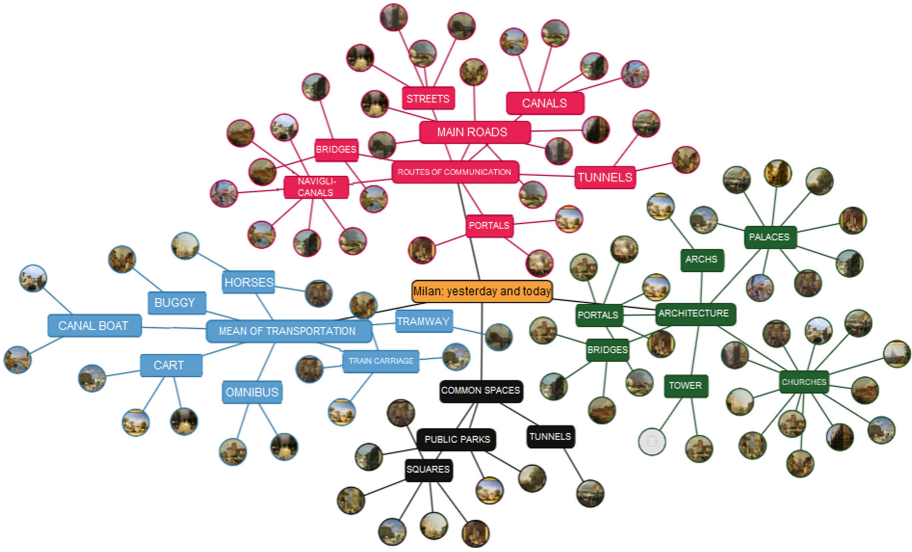 STREETS
CANALS
MAIN ROADS
BRIDGES
ROUTES OF COMMUNICATION
TUNNELS
NAVIGLI-
CANALS
PORTALS
PALACES
ARCHS
HORSES
Milan: yesterday and today
BUGGY
PORTALS
ARCHITECTURE
CANAL BOAT
MEAN OF TRANSPORTATION
TRAMWAY
BRIDGES
CART
TRAIN CARRIAGE
TOWER
CHURCHES
OMNIBUS
COMMON SPACES
PUBLIC PARKS
TUNNELS
SQUARES